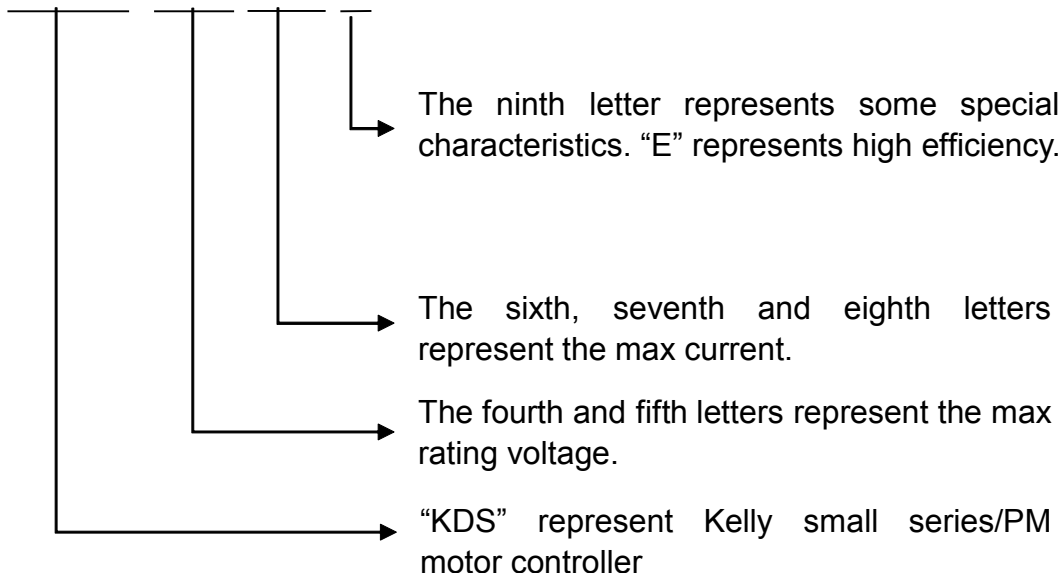 The ninth letter represents some special
characteristics. “E” represents high efficiency.
The sixth, seventh and eighth letters
represent the max current.
The fourth and fifth letters represent the max
rating voltage.
“KDS” represent Kelly small series/PM
motor controller